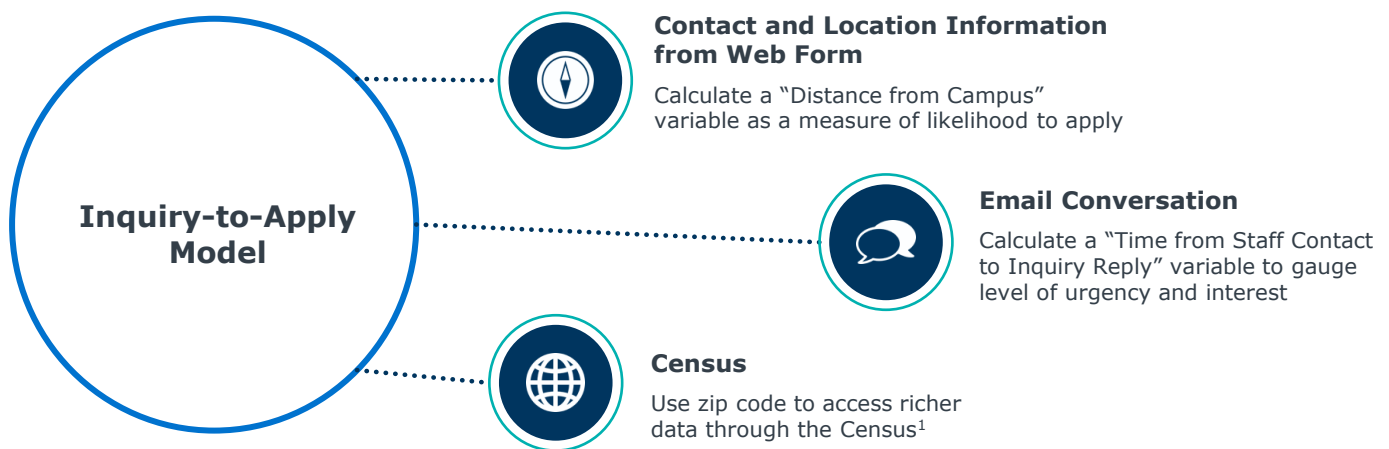 Contact and Location Information
from Web Form
Calculate a “Distance from Campus”
variable as a measure of likelihood to apply
Inquiry-to-Apply
Model
Email Conversation
Calculate a “Time from Staff Contact
to Inquiry Reply” variable to gauge
level of urgency and interest
Census
Use zip code to access richer
data through the Census¹